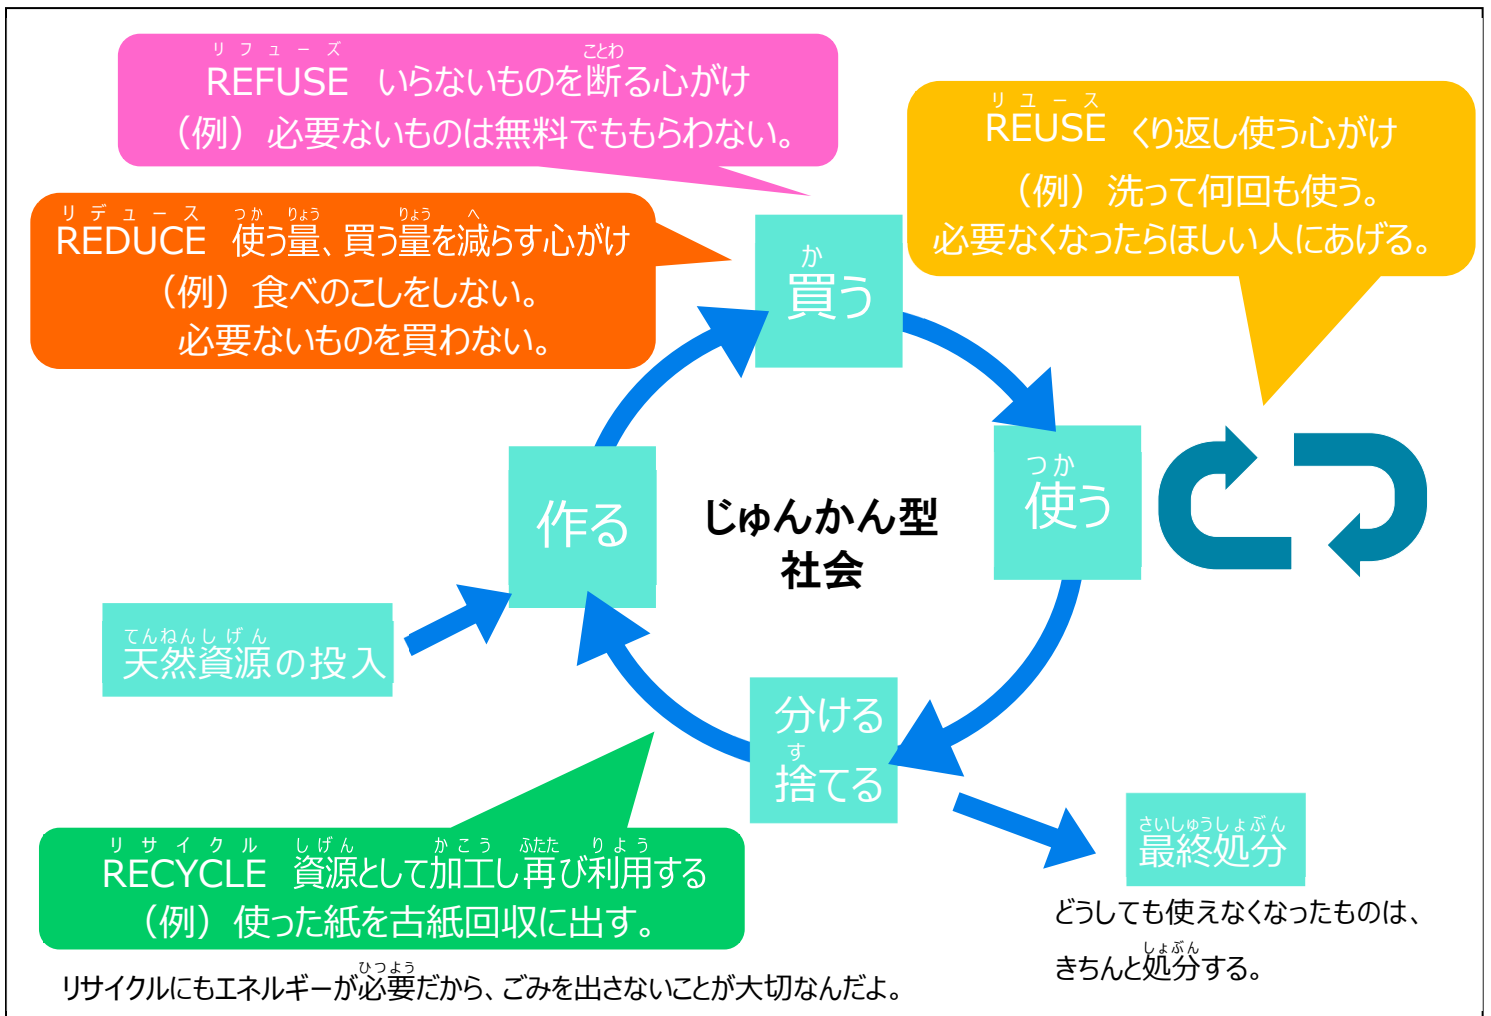 リフューズ ことわ
REFUSE いらないものを断る心がけ
（例）必要ないものは無料でももらわない。
リユース
REUSE くり返し使う心がけ
（例）洗って何回も使う。
必要なくなったらほしい人にあげる。
リデュース つか りょう りょう へ
REDUCE 使う量、買う量を減らす心がけ
（例）食べのこしをしない。
必要ないものを買わない。
か
買う
つか
使う
作る
じゅんかん型
社会
てんねんしげん
天然資源の投入
分ける
す
捨てる
さいしゅうしょぶん
最終処分
どうしても使えなくなったものは、
しょぶん
きちんと処分する。
リサイクル しげん かこう ふたた りよう
RECYCLE 資源として加工し再び利用する
（例）使った紙を古紙回収に出す。
ひつよう
リサイクルにもエネルギーが必要だから、ごみを出さないことが大切なんだよ。